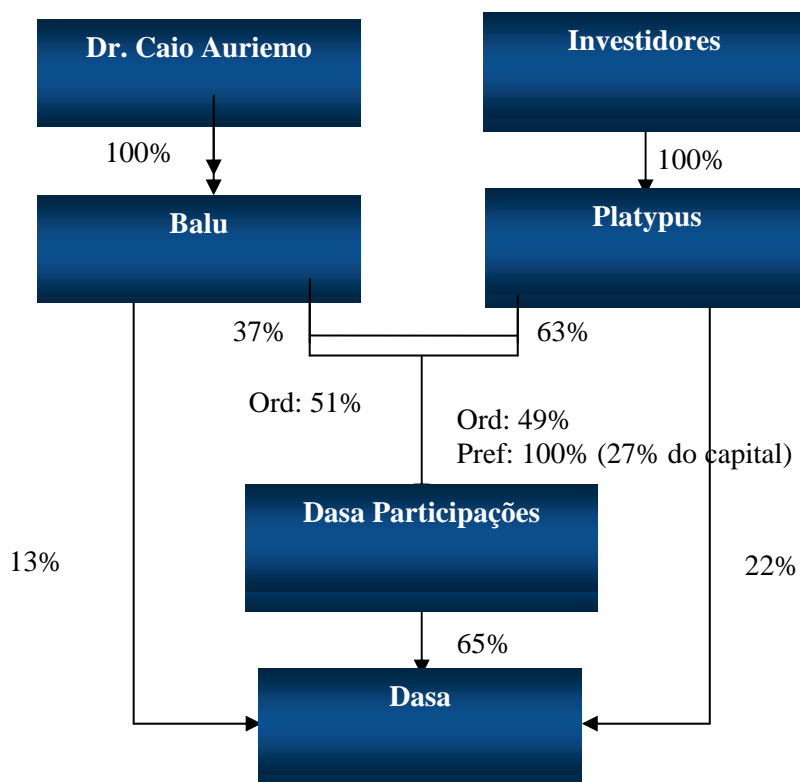 Dr. Caio Auriemo
Investidores
100%
100%
Balu
Platypus
37%
63%
Ord: 51%
Ord: 49%
Pref: 100% (27% do capital)
Dasa Participações
13%
22%
65%
Dasa